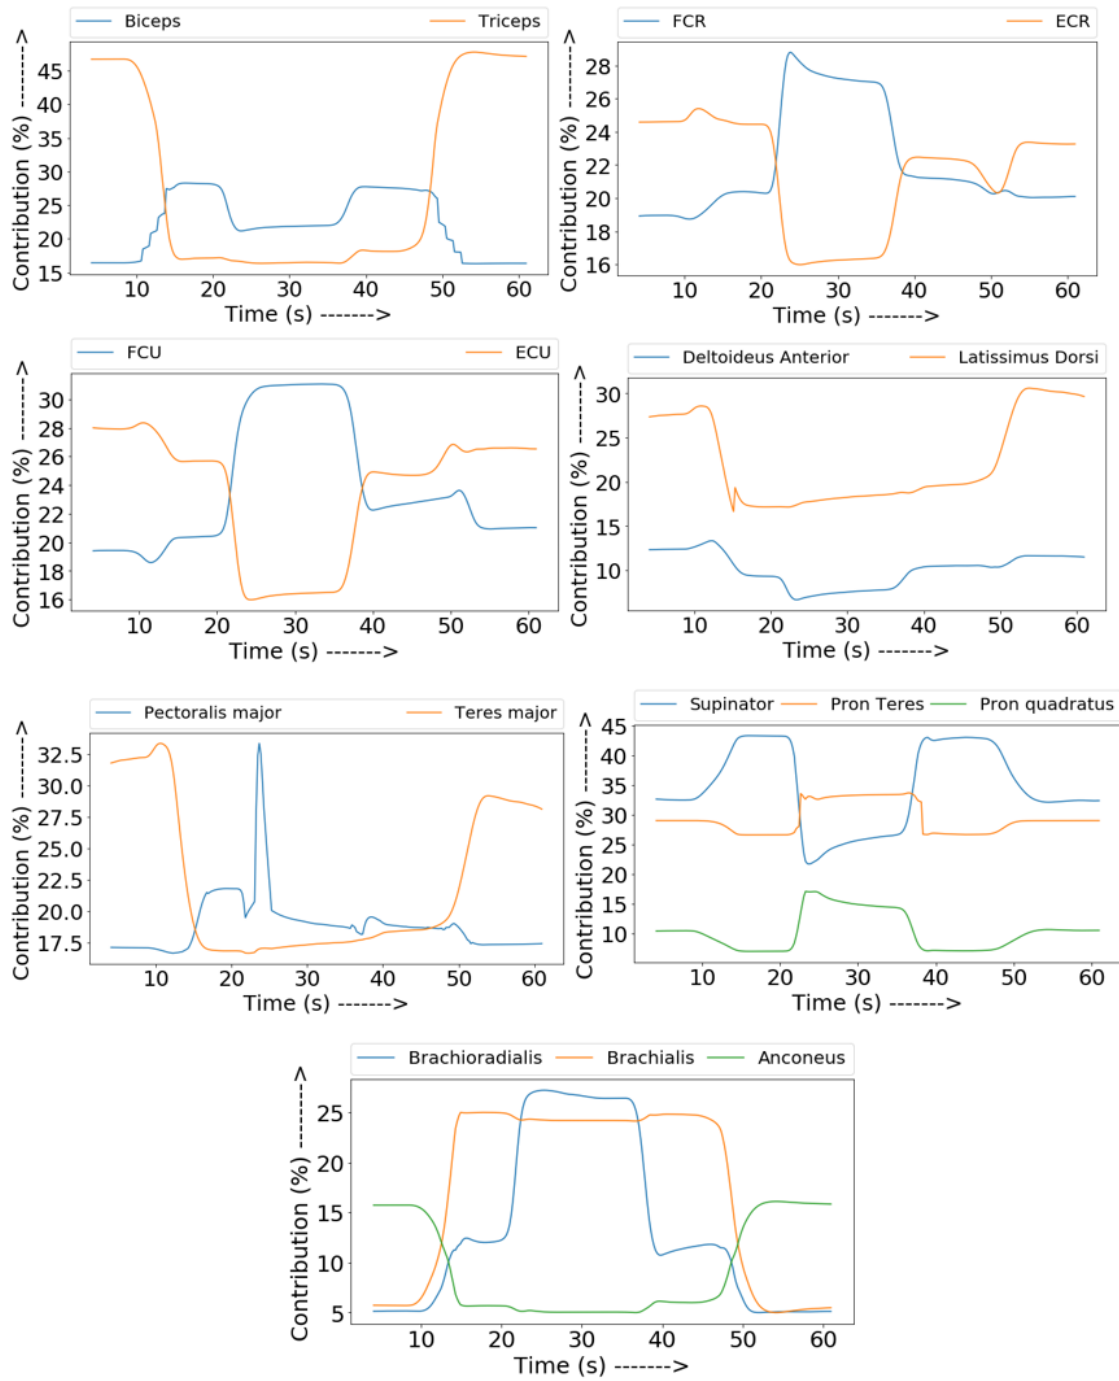 Biceps Triceps
Contribution (%) ------->
45
40
35
30
25
20
15
10 20 30 40 50 60
Time (s) ------->
FCR ECR
Contribution (%) ------->
28
26
24
22
20
18
16
10 20 30 40 50 60
Time (s) ------->
FCU ECU
Contribution (%) ------->
30
28
26
24
22
20
18
16
10 20 30 40 50 60
Time (s) ------->
Deltoideus Anterior Latissimus Dorsi
Contribution (%) ------->
30
25
20
15
10
10 20 30 40 50 60
Time (s) ------->
Pectoralis major Teres major
Contribution (%) ------->
32.5
30.0
27.5
25.0
22.5
20.0
17.5
10 20 30 40 50 60
Time (s) ------->
Supinator Pron Teres Pron quadratus
Contribution (%) ------->
45
40
35
30
25
20
15
10
10 20 30 40 50 60
Time (s) ------->
Brachioradialis Brachialis Anconeus
Contribution (%) ------->
25
20
15
10
5
10 20 30 40 50 60
Time (s) ------->